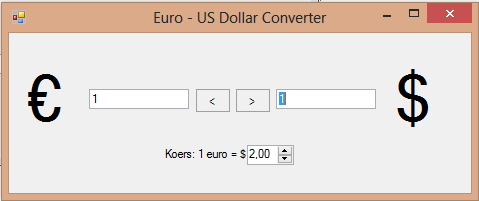 Euro - US Dollar Converter
€ 1 < > 1 $
Koers: 1 euro = $ 2,00